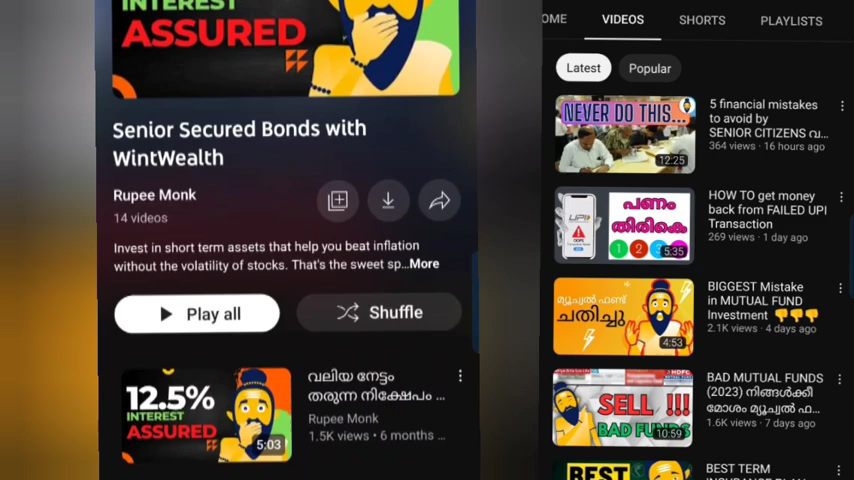 INTEREST
ASSURED
Senior Secured Bonds with
WintWealth
Rupee Monk
14 videos
Invest in short term assets that help you beat inflation
without the volatility of stocks. That's the sweet sp...More
Play all
Shuffle
12.5%
INTEREST
ASSURED
5:03
വലിയ നേട്ടം
തരുന്ന നിക്ഷേപം ...
Rupee Monk
1.5K views • 6 months ...
OME
VIDEOS
SHORTS
PLAYLISTS
Latest
Popular
NEVER DO THIS...
12:25
5 financial mistakes
to avoid by
SENIOR CITIZENS വ...
364 views · 16 hours ago
UPI
പണം
തിരികെ
1 2 3
5:35
HOW TO get money
back from FAILED UPI
Transaction
269 views · 1 day ago
മ്യൂച്വൽ ഫണ്ട്
ചതിച്ചു
4:53
BIGGEST Mistake
in MUTUAL FUND
Investment 👎👎👎
2.1K views · 4 days ago
HDFC
SELL !!!
BAD FUNDS
10:59
BAD MUTUAL FUNDS
(2023) നിങ്ങൾക്കീ
മോശം മ്യൂച്വൽ ഫ...
1.6K views · 7 days ago
BEST
BEST TERM